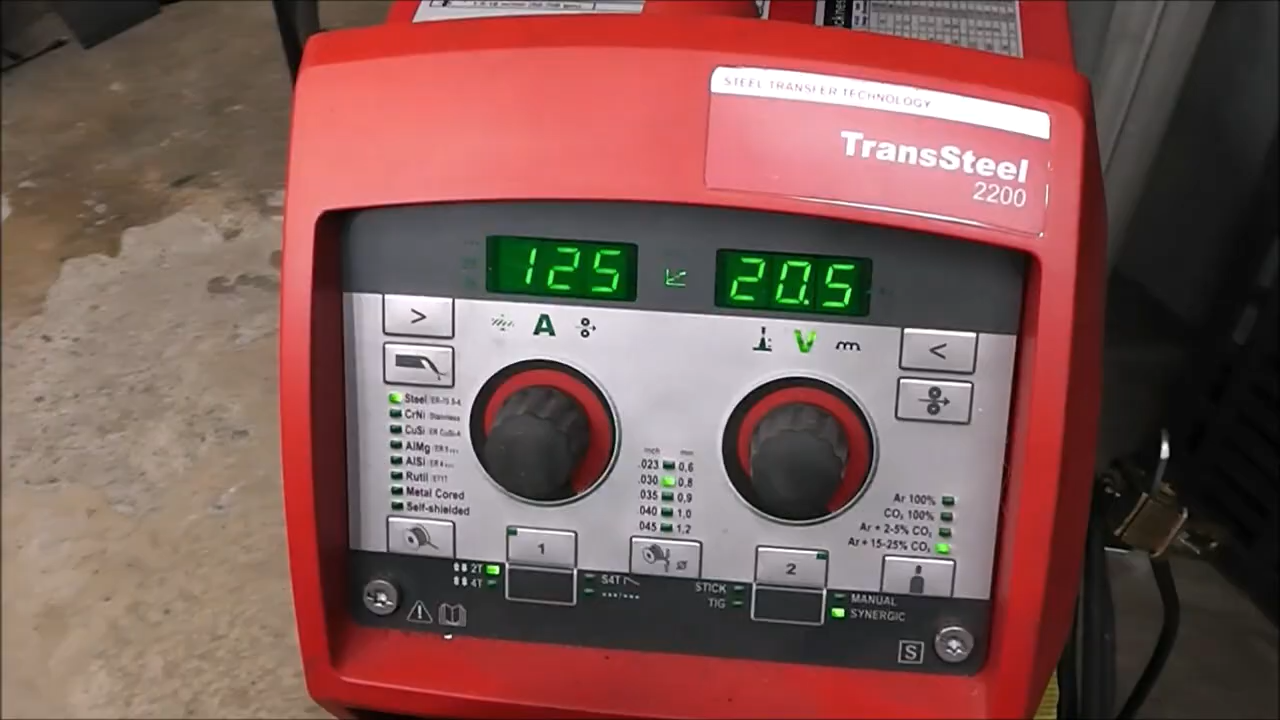 STEEL TRANSFER TECHNOLOGY
TransSteel
2200
125
20.5
>
A
V
<
Steel
CrNi Stainless
CuSi
AlMg
AlSi
Rutil
Metal Cored
Self-shielded
inch mm
.023 0,6
.030 0,8
.035 0,9
.040 1,0
.045 1,2
Ar 100%
CO₂ 100%
Ar + 2-5% CO₂
Ar + 15-25% CO₂
1
2
2T
4T
S4T
STICK
TIG
MANUAL
SYNERGIC
S